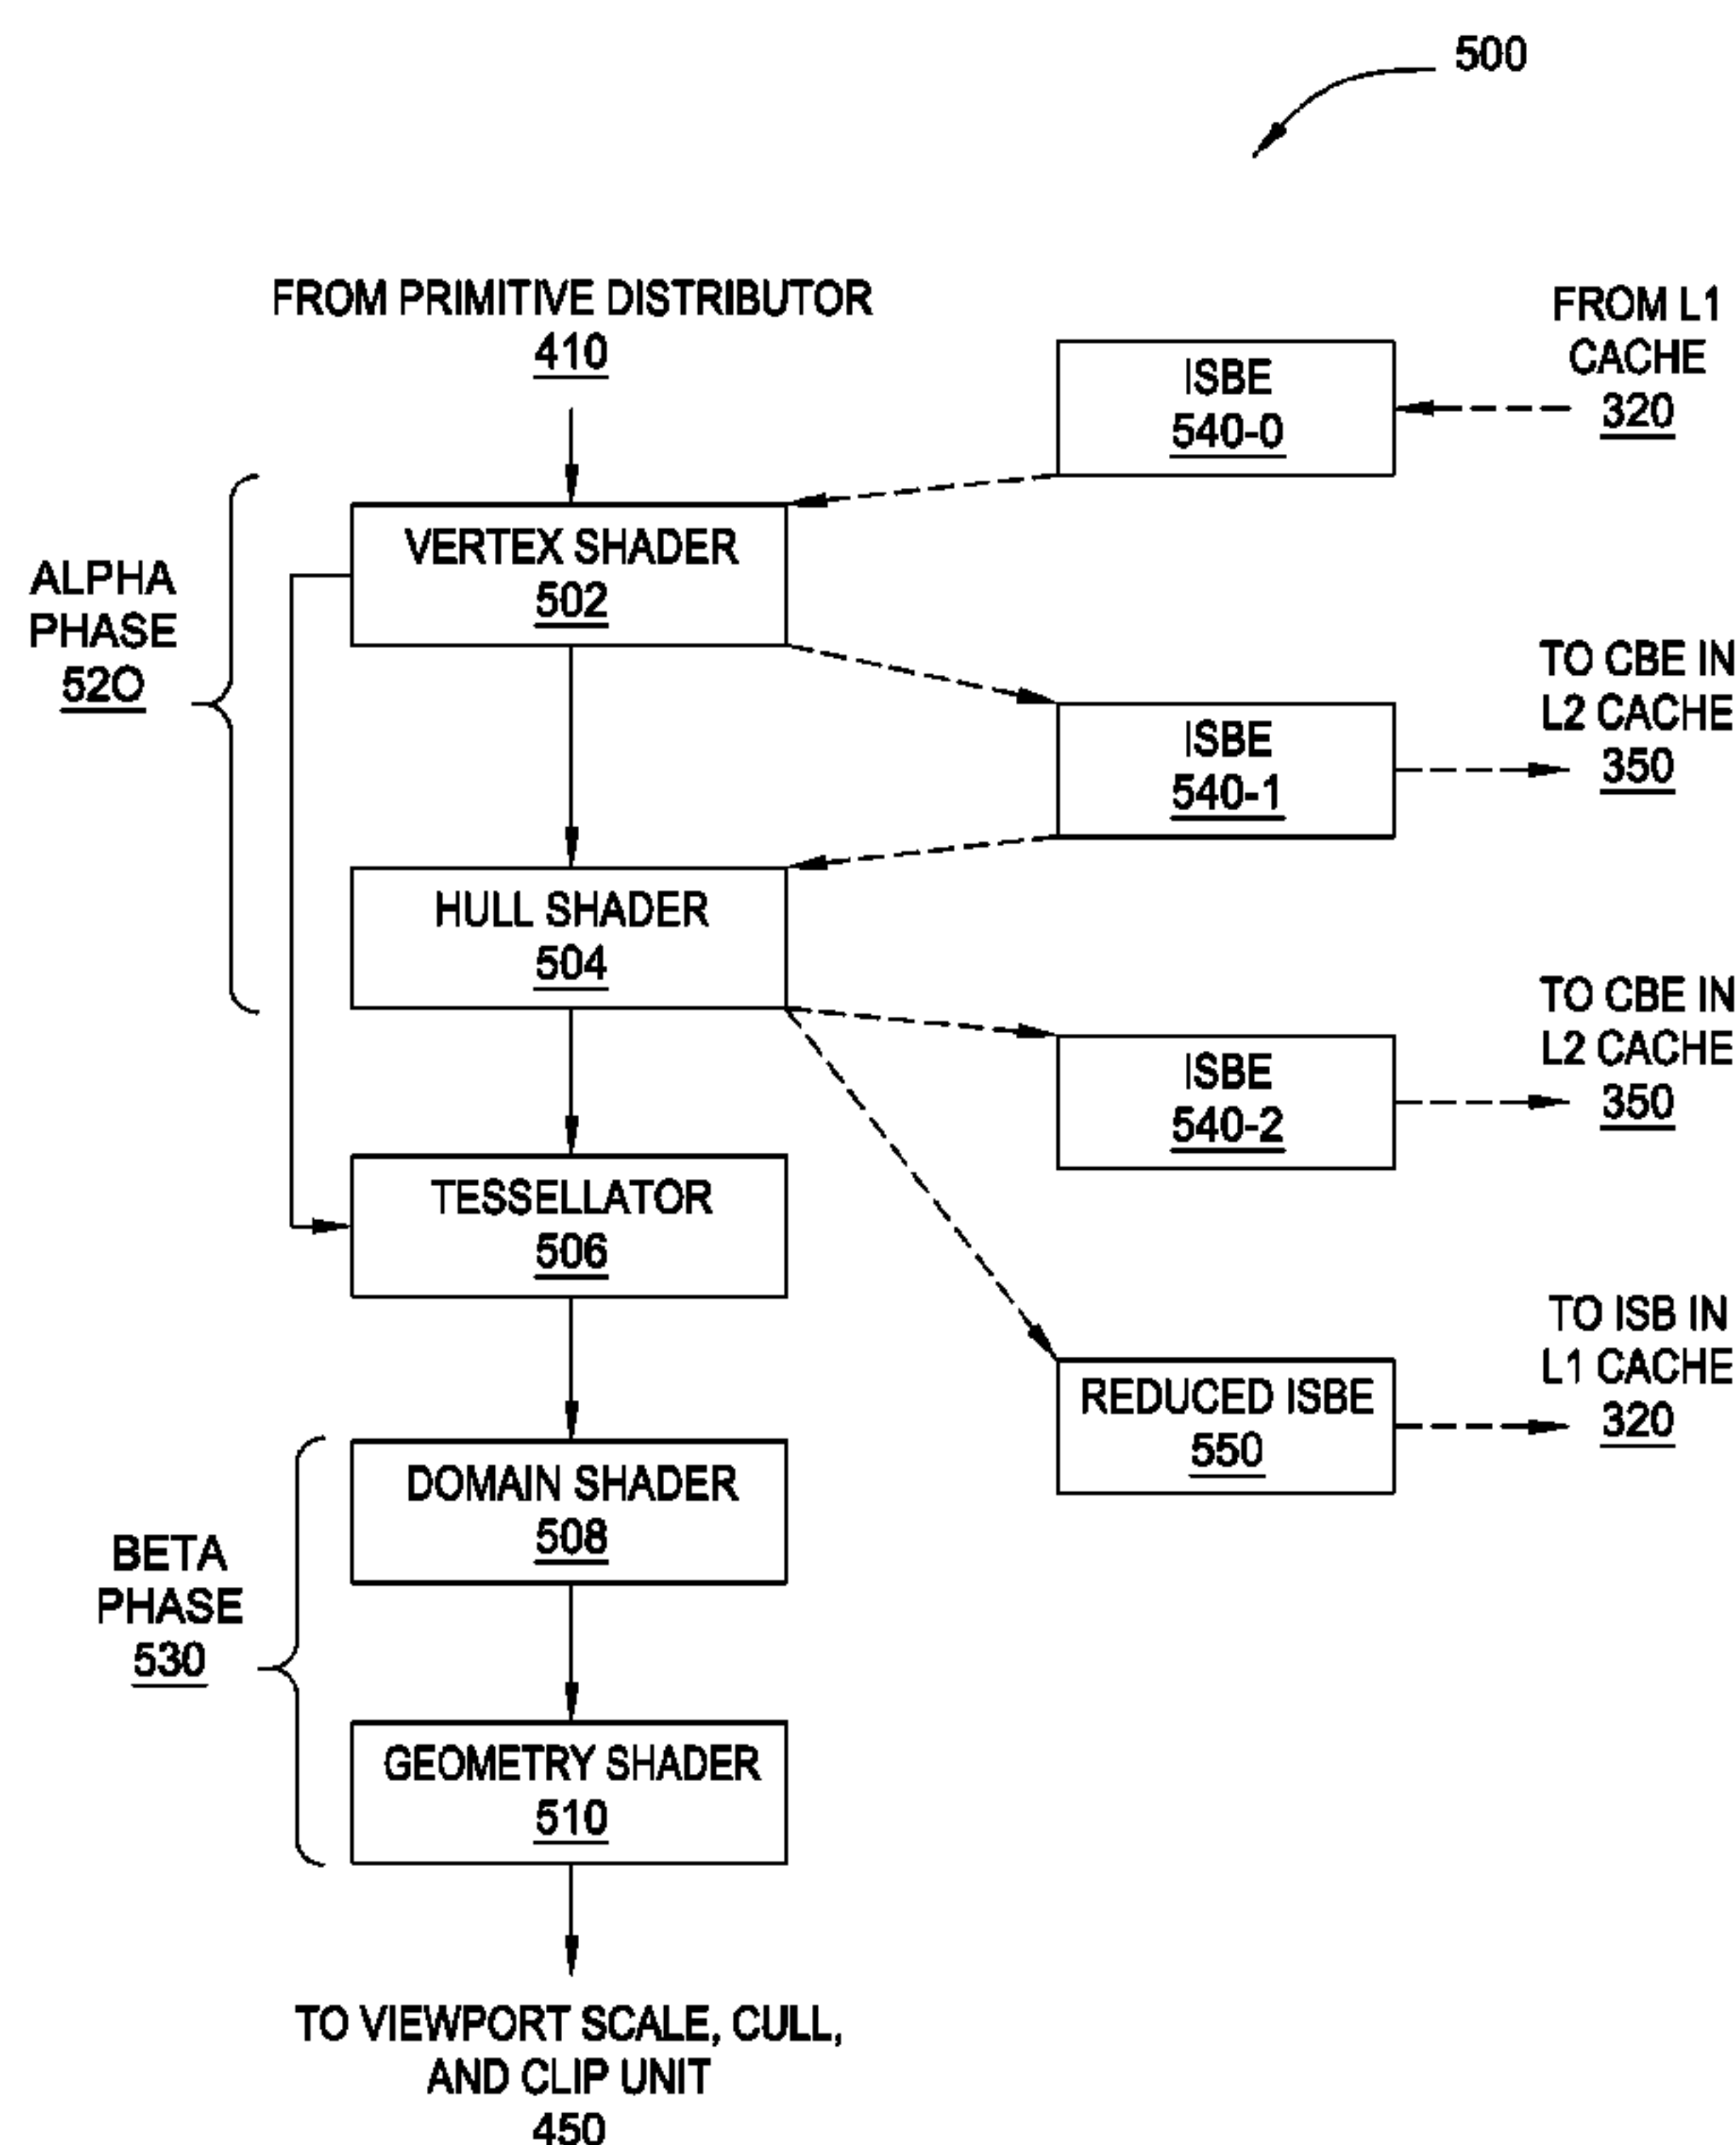 500
FROM PRIMITIVE DISTRIBUTOR
410
FROM L1
CACHE
320
ISBE
540-0
VERTEX SHADER
502
ALPHA
PHASE
520
TO CBE IN
L2 CACHE
350
ISBE
540-1
HULL SHADER
504
TO CBE IN
L2 CACHE
350
ISBE
540-2
TESSELLATOR
506
TO ISB IN
L1 CACHE
320
REDUCED ISBE
550
DOMAIN SHADER
508
BETA
PHASE
530
GEOMETRY SHADER
510
TO VIEWPORT SCALE, CULL,
AND CLIP UNIT
450